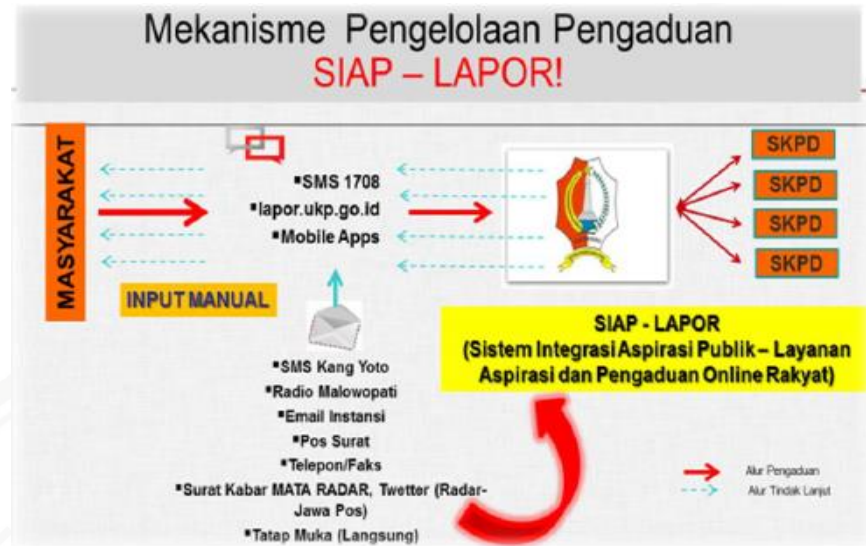 Mekanisme Pengelolaan Pengaduan
SIAP – LAPOR!
MASYARAKAT
▪SMS 1708
▪lapor.ukp.go.id
▪Mobile Apps
SKPD
SKPD
SKPD
SKPD
INPUT MANUAL
SIAP - LAPOR
(Sistem Integrasi Aspirasi Publik – Layanan
Aspirasi dan Pengaduan Online Rakyat)
▪SMS Kang Yoto
▪Radio Malowopati
▪Email Instansi
▪Pos Surat
▪Telepon/Faks
▪Surat Kabar MATA RADAR, Twetter (Radar-
Jawa Pos)
▪Tatap Muka (Langsung)
Alur Pengaduan
Alur Tindak Lanjut